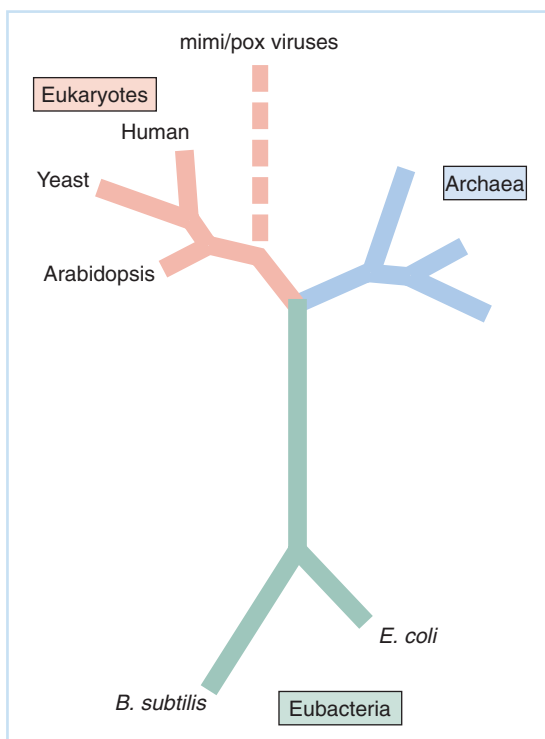 mimi/pox viruses
Eukaryotes
Human
Yeast
Archaea
Arabidopsis
E. coli
B. subtilis
Eubacteria